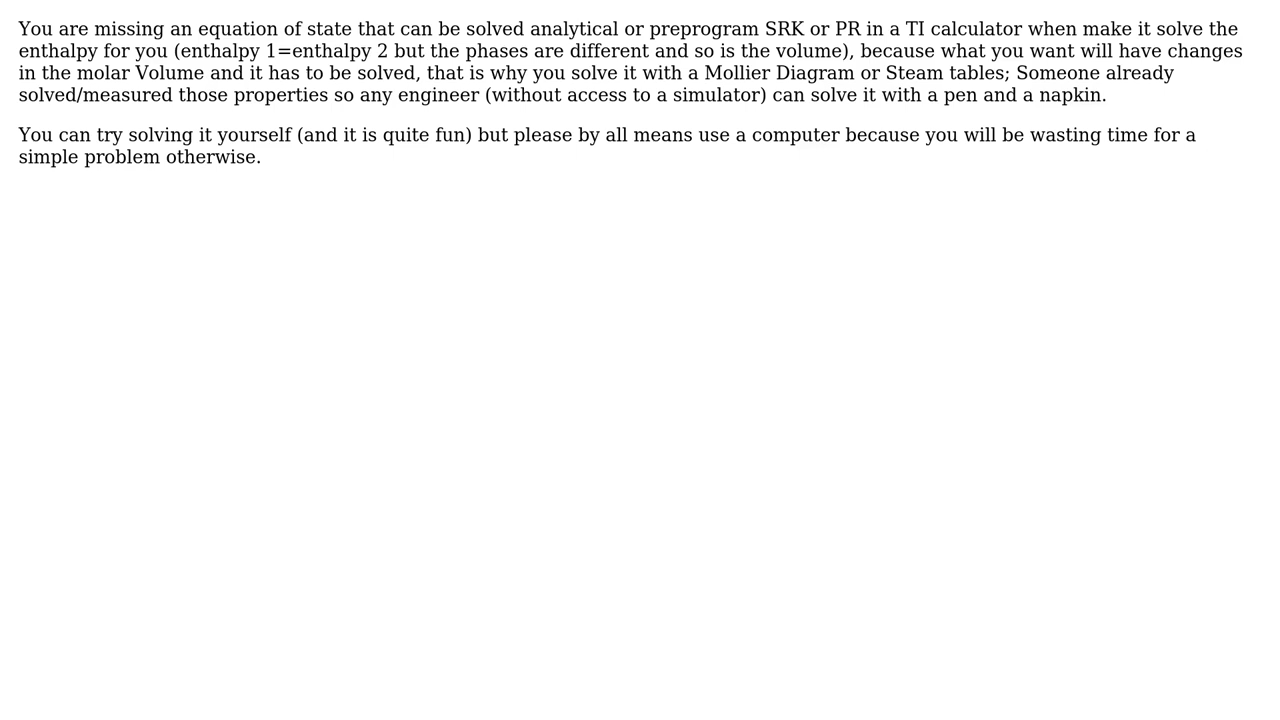 You are missing an equation of state that can be solved analytical or preprogram SRK or PR in a TI calculator when make it solve the
enthalpy for you (enthalpy 1=enthalpy 2 but the phases are different and so is the volume), because what you want will have changes
in the molar Volume and it has to be solved, that is why you solve it with a Mollier Diagram or Steam tables; Someone already
solved/measured those properties so any engineer (without access to a simulator) can solve it with a pen and a napkin.
You can try solving it yourself (and it is quite fun) but please by all means use a computer because you will be wasting time for a
simple problem otherwise.